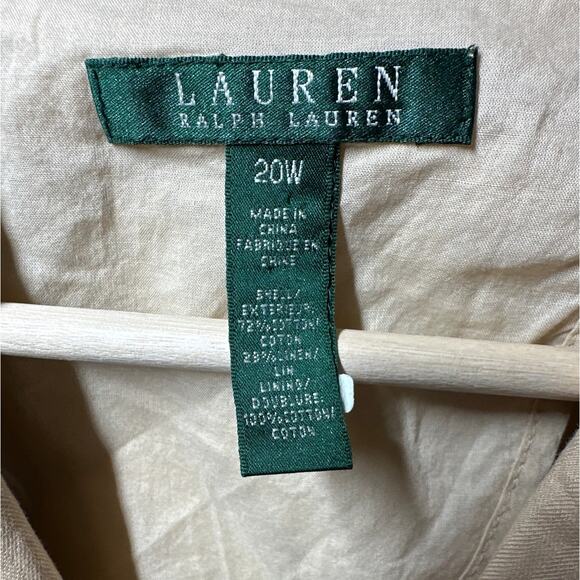 LAUREN
RALPH LAUREN
20W
MADE IN
CHINA
FABRIQUE EN
CHINE
SHELL/
EXTERIEUR:
72%COTTON/
COTON
28%LINEN/
LIN
LINING/
DOUBLURE:
100%COTTON/
COTON